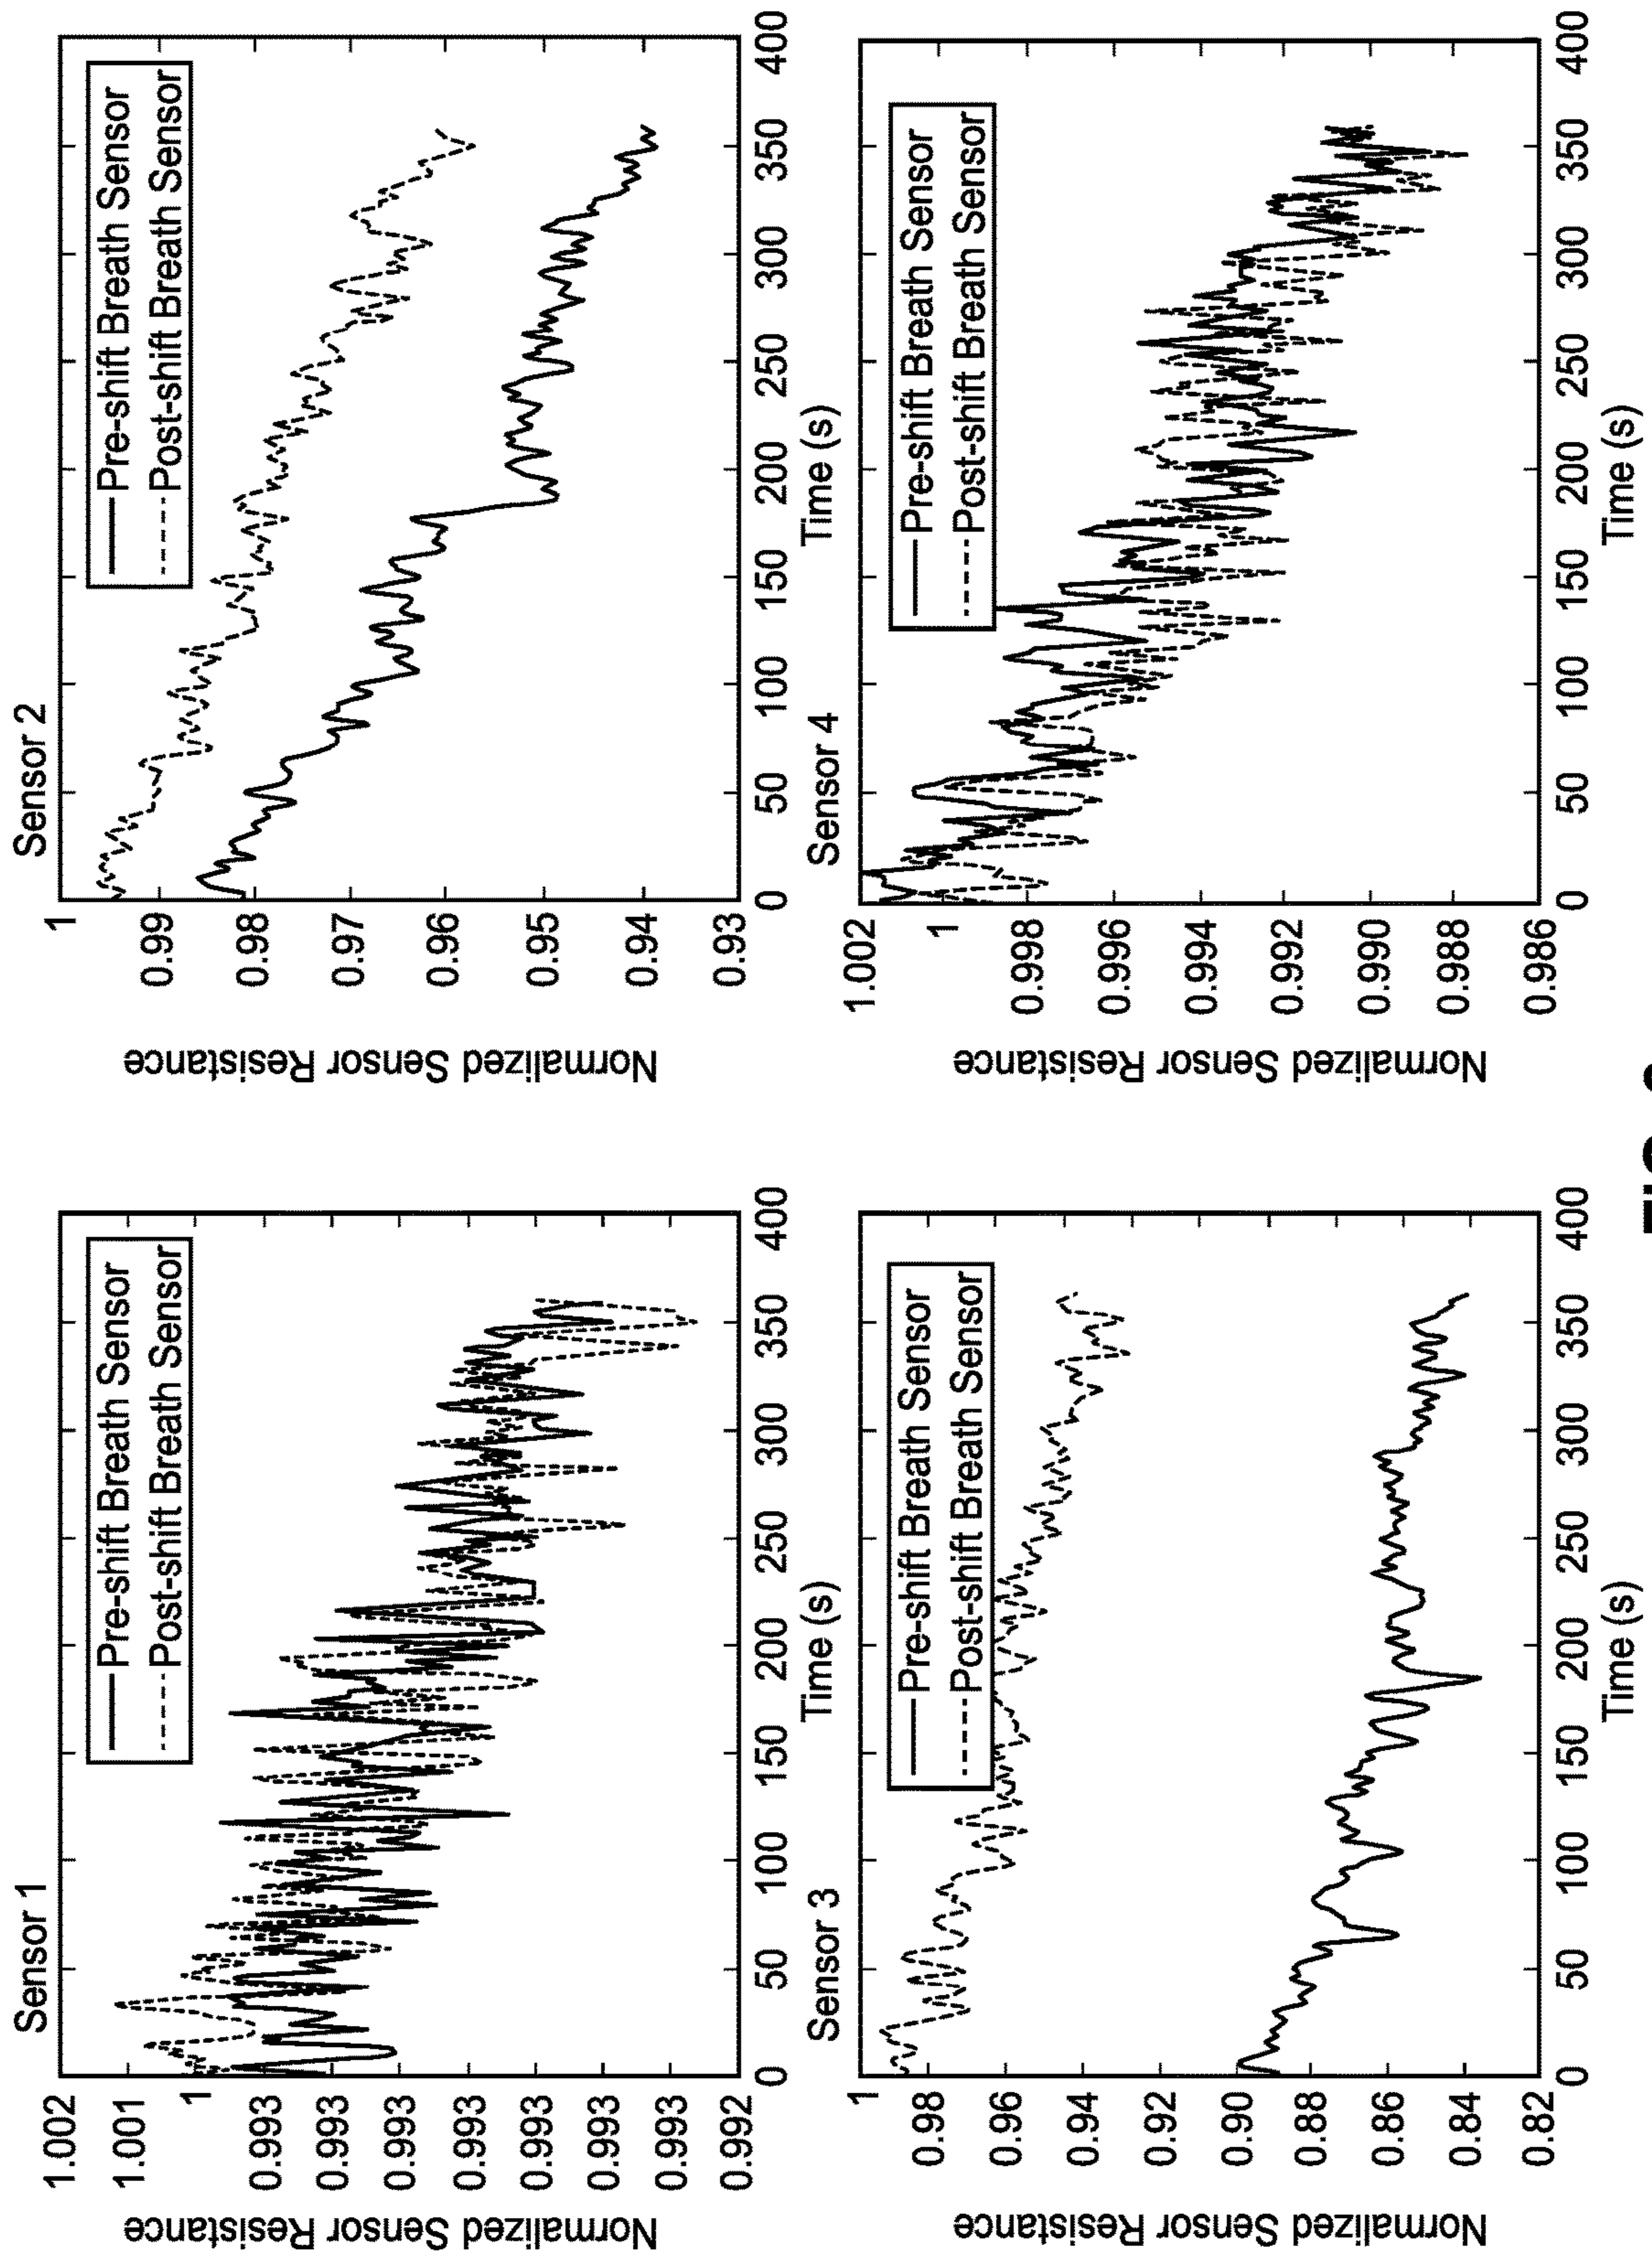 Sensor 1
Normalized Sensor Resistance
1.002
1.001
1
0.993
0.993
0.993
0.993
0.993
0.993
0.993
0.992
Pre-shift Breath Sensor
Post-shift Breath Sensor
0 50 100 150 200 250 300 350 400
Time (s)
Sensor 2
Normalized Sensor Resistance
1
0.99
0.98
0.97
0.96
0.95
0.94
0.93
Pre-shift Breath Sensor
Post-shift Breath Sensor
0 50 100 150 200 250 300 350 400
Time (s)
Sensor 3
Normalized Sensor Resistance
1
0.98
0.96
0.94
0.92
0.90
0.88
0.86
0.84
0.82
Pre-shift Breath Sensor
Post-shift Breath Sensor
0 50 100 150 200 250 300 350 400
Time (s)
Sensor 4
Normalized Sensor Resistance
1.002
1
0.998
0.996
0.994
0.992
0.990
0.988
0.986
Pre-shift Breath Sensor
Post-shift Breath Sensor
0 50 100 150 200 250 300 350 400
Time (s)